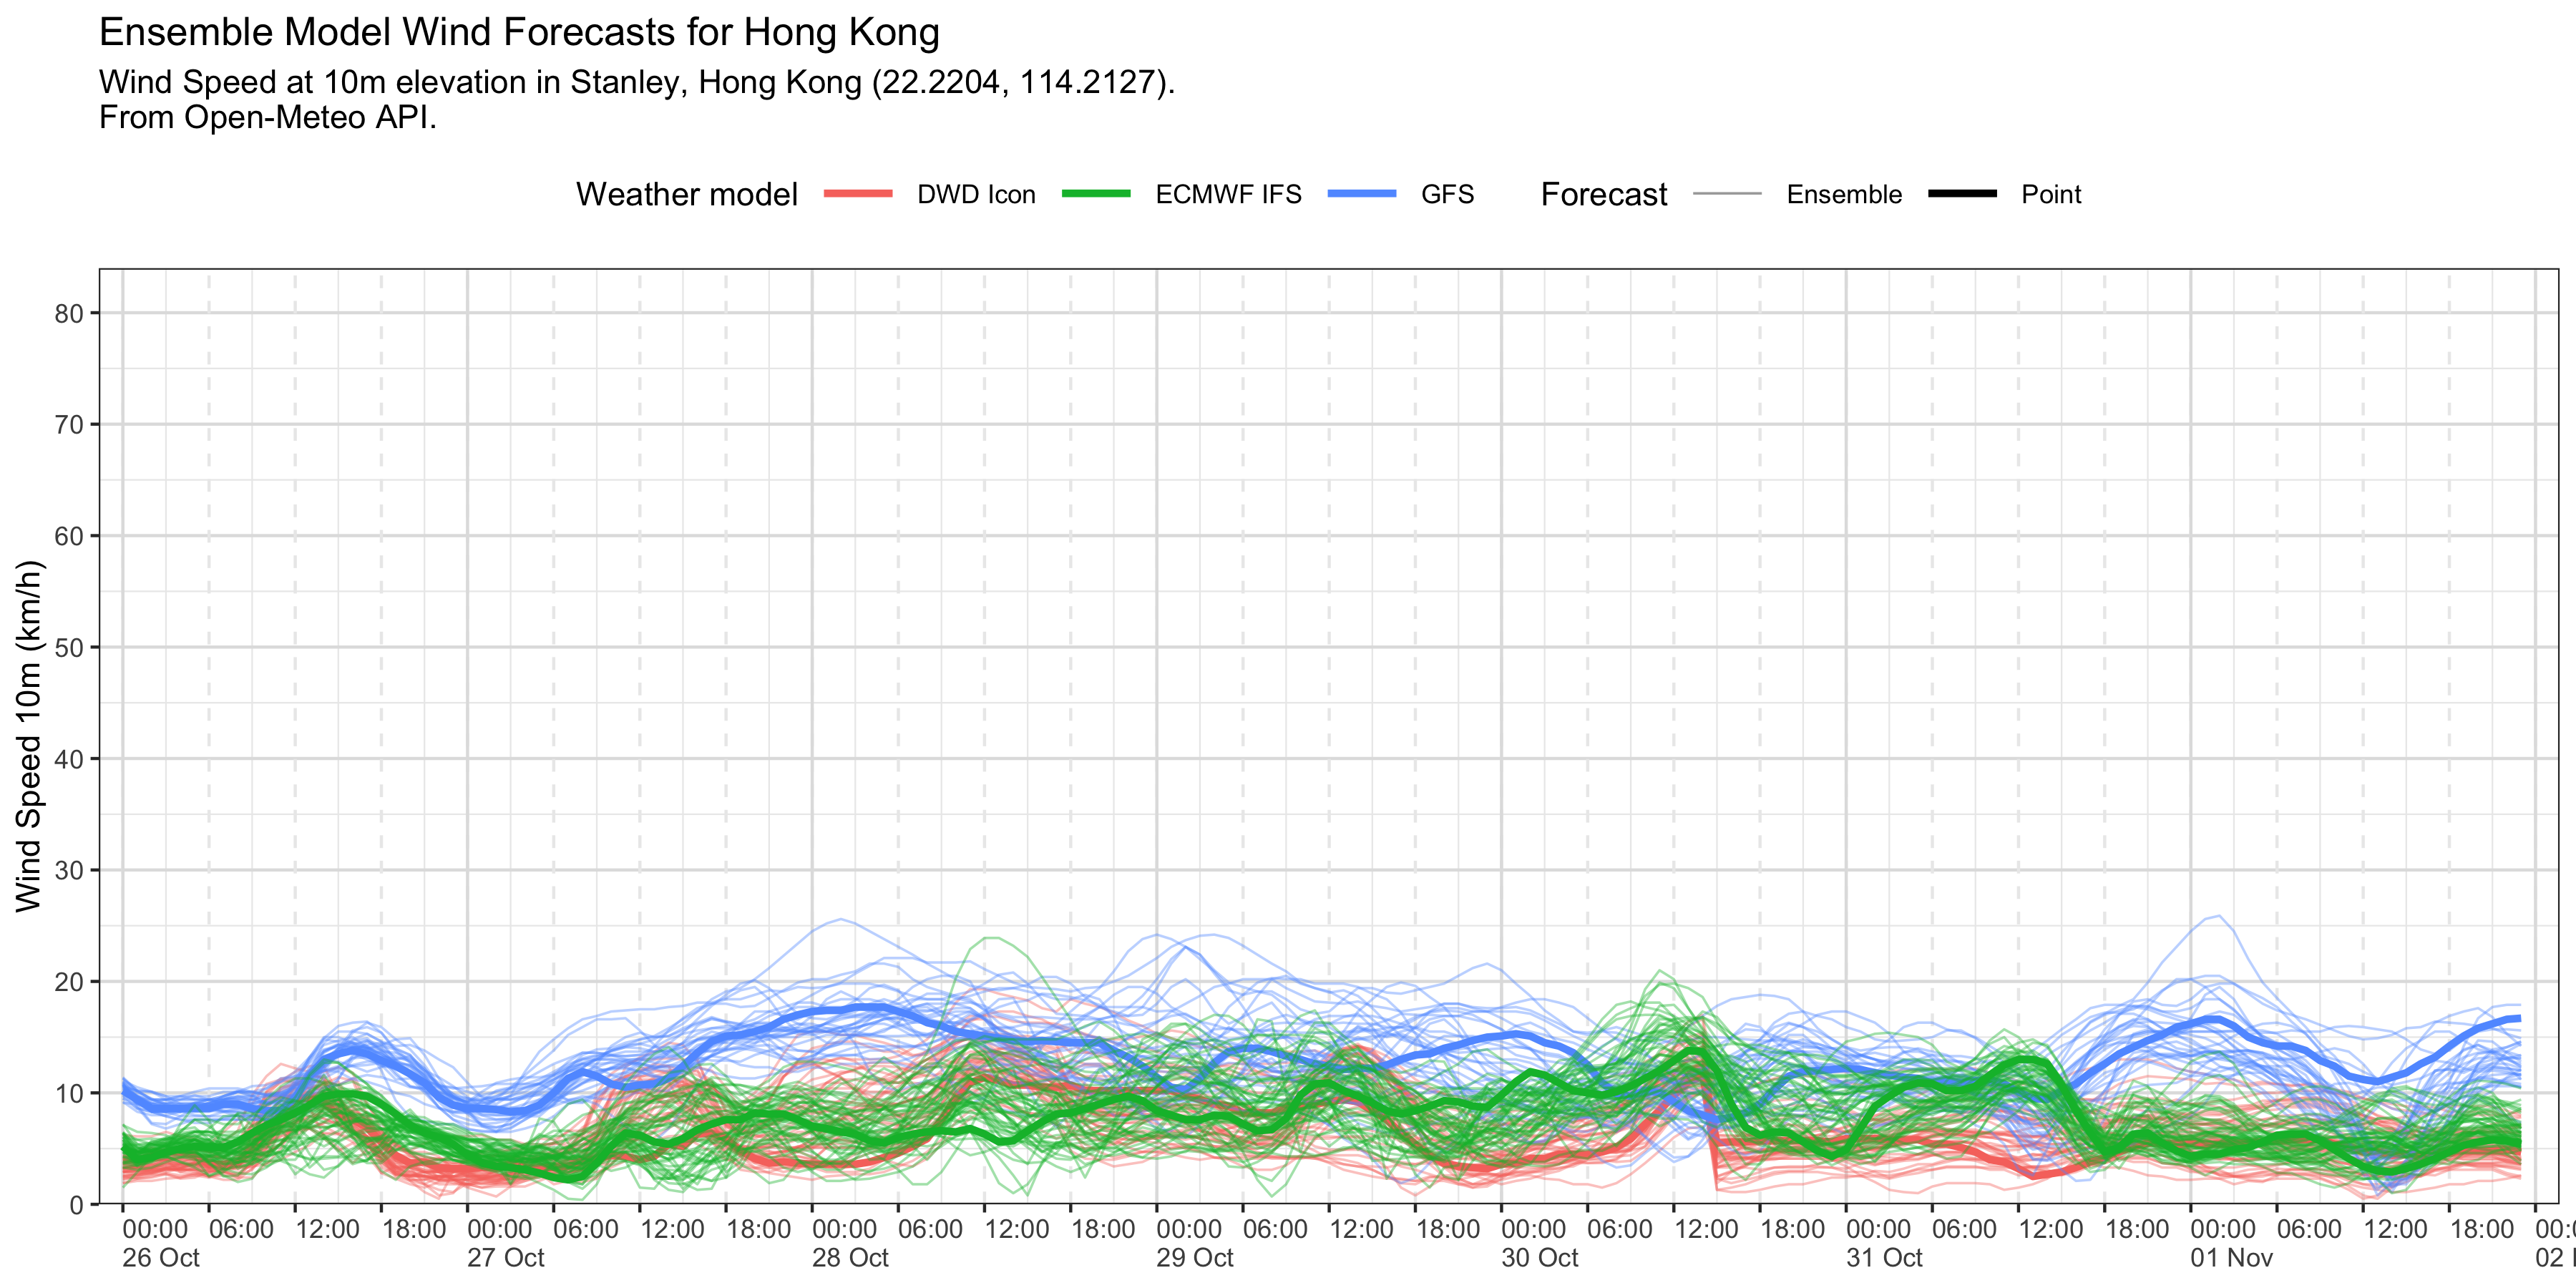 Ensemble Model Wind Forecasts for Hong Kong
Wind Speed at 10m elevation in Stanley, Hong Kong (22.2204, 114.2127).
From Open-Meteo API.
Weather model DWD Icon ECMWF IFS GFS Forecast Ensemble Point
80
70
60
50
40
30
20
10
0
Wind Speed 10m (km/h)
00:00 06:00 12:00 18:00 00:00 06:00 12:00 18:00 00:00 06:00 12:00 18:00 00:00 06:00 12:00 18:00 00:00 06:00 12:00 18:00 00:00 06:00 12:00 18:00 00:00 06:00 12:00 18:00
26 Oct 27 Oct 28 Oct 29 Oct 30 Oct 31 Oct 01 Nov 02